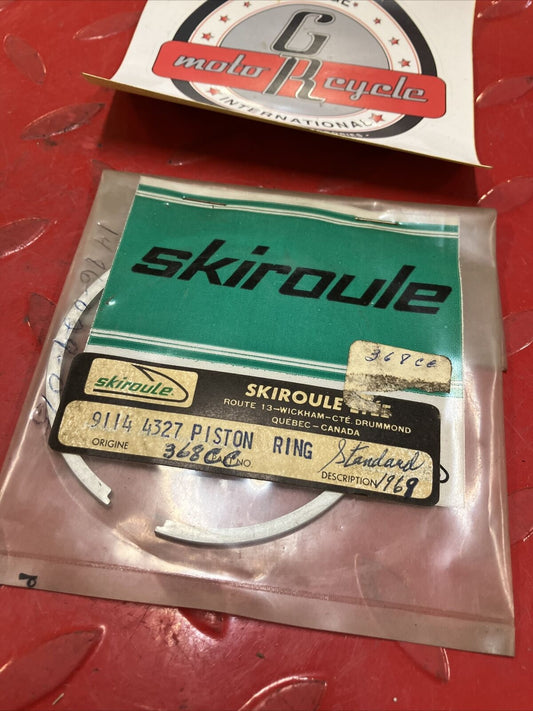 G
motoRcycle
INTERNATIONAL
skiroule
368cc
skiroule
SKIROULE LTÉE
ROUTE 13-WICKHAM-CTÉ. DRUMMOND
QUÉBEC-CANADA
9114 4327 PISTON RING
Standard
ORIGINE
368cc
NO
DESCRIPTION
1969